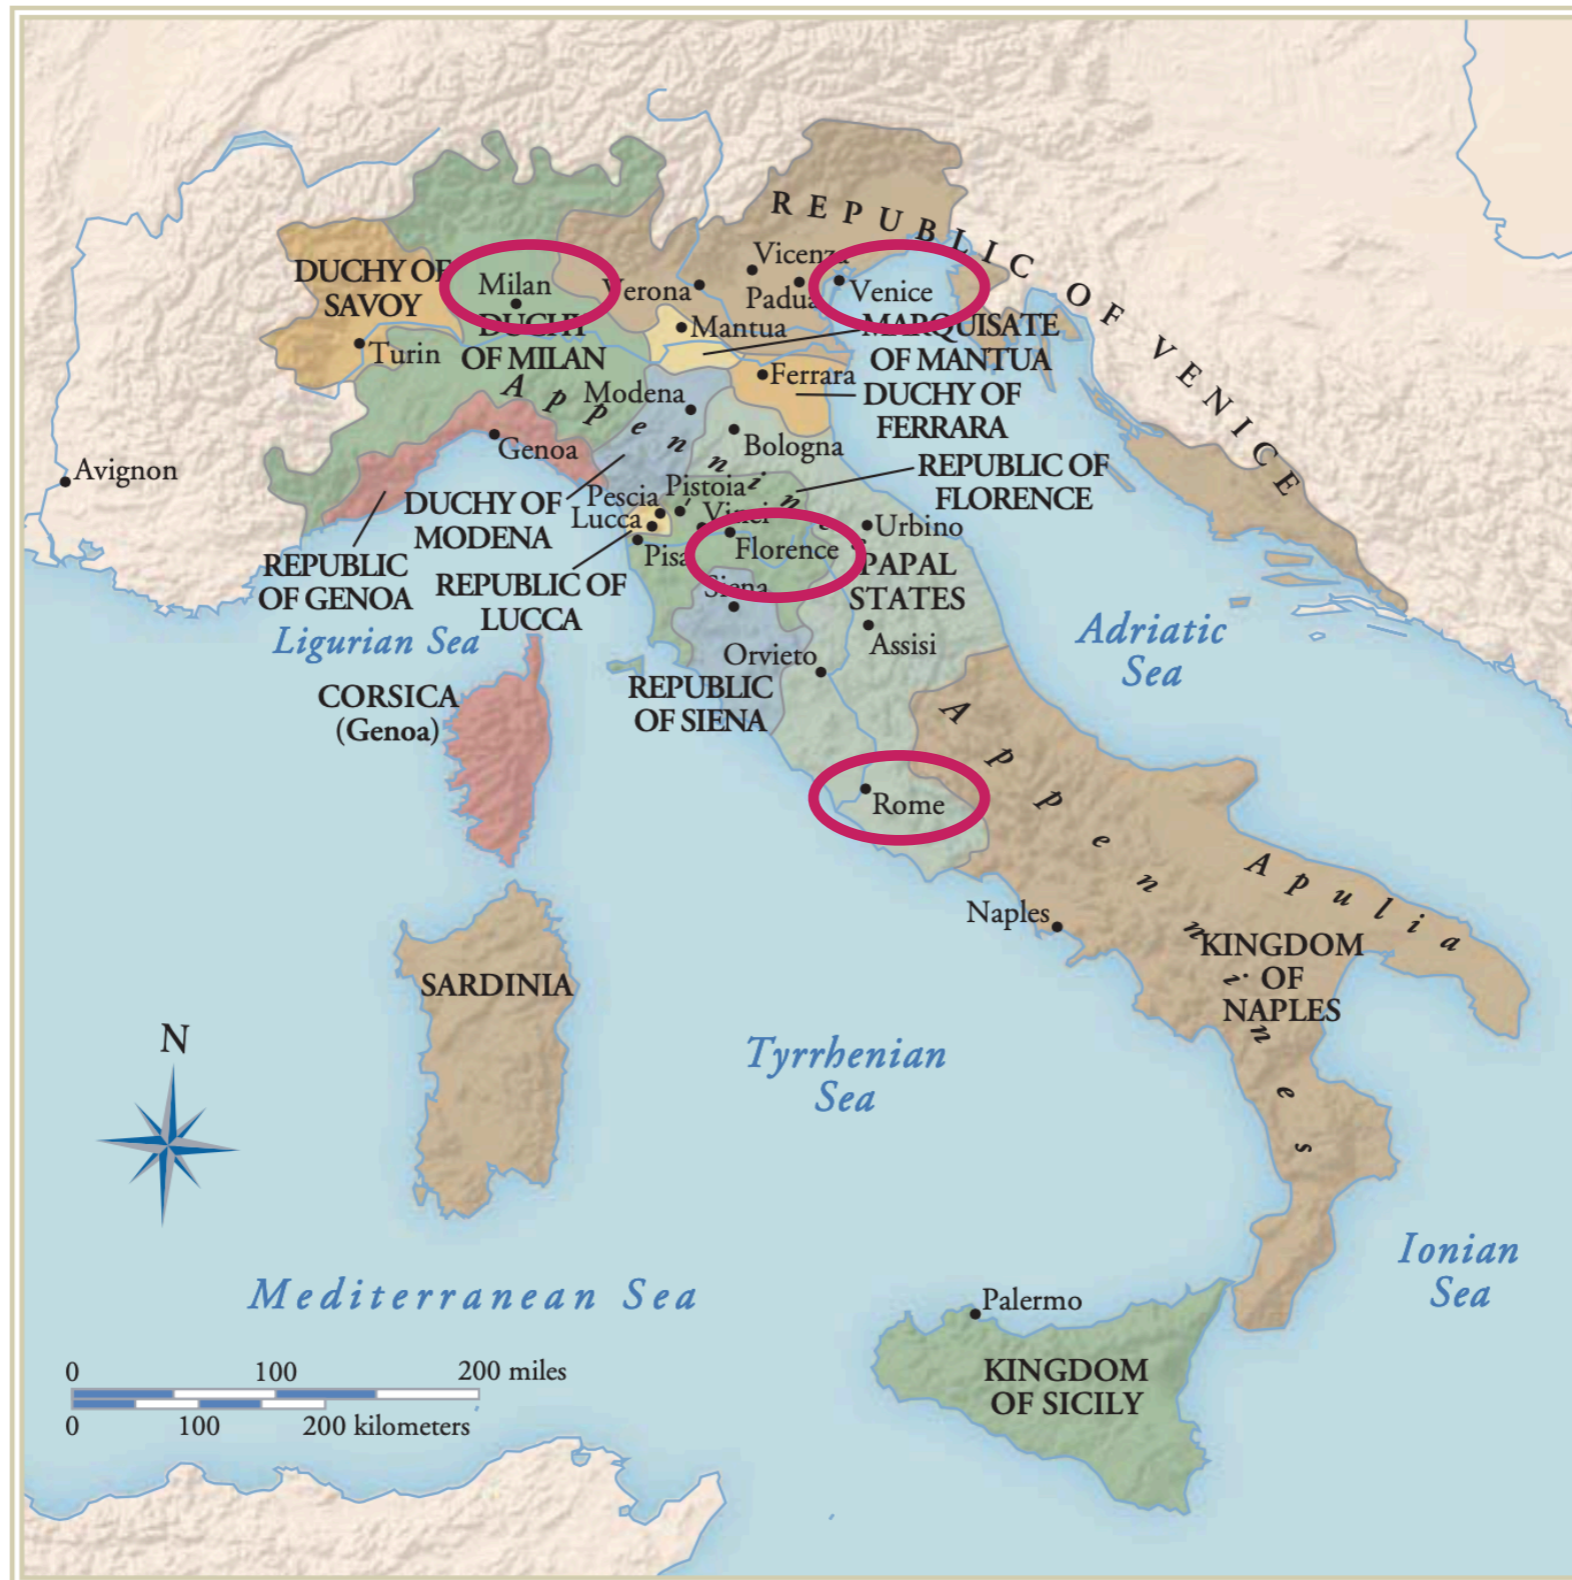 REPUBLIC OF VENICE
Vicenza
DUCHY OF
SAVOY
Milan
Verona
Padua
Venice
DUCHY
OF MILAN
Mantua
MARQUISATE
OF MANTUA
Turin
Ferrara
DUCHY OF
FERRARA
Appennines
Modena
Genoa
Bologna
Avignon
REPUBLIC OF
FLORENCE
DUCHY OF
MODENA
Pescia
Pistoia
Lucca
Vinci
Urbino
Florence
Pisa
REPUBLIC
OF GENOA
REPUBLIC OF
LUCCA
PAPAL
STATES
Siena
Ligurian Sea
Assisi
Adriatic
Sea
Orvieto
CORSICA
(Genoa)
REPUBLIC
OF SIENA
Appennines
Rome
Apulia
Naples
KINGDOM
OF
NAPLES
SARDINIA
N
Tyrrhenian
Sea
Ionian
Sea
Mediterranean Sea
Palermo
KINGDOM
OF SICILY
0 100 200 miles
0 100 200 kilometers